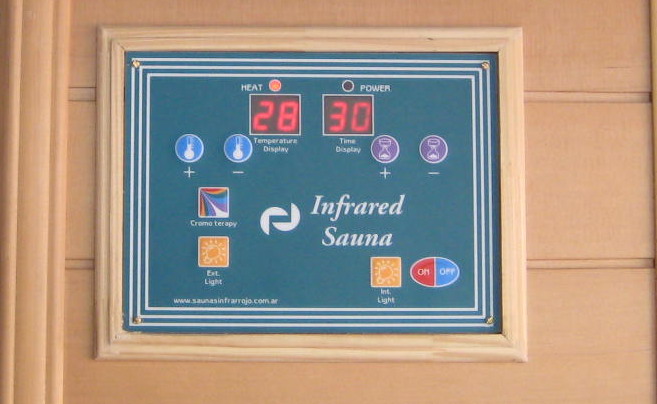 HEAT POWER
28 30
Temperature
Display
Time
Display
+ - + -
Cromo terapy
Infrared
Sauna
Ext.
Light
Int.
Light
ON OFF
www.saunasinfrarrojo.com.ar